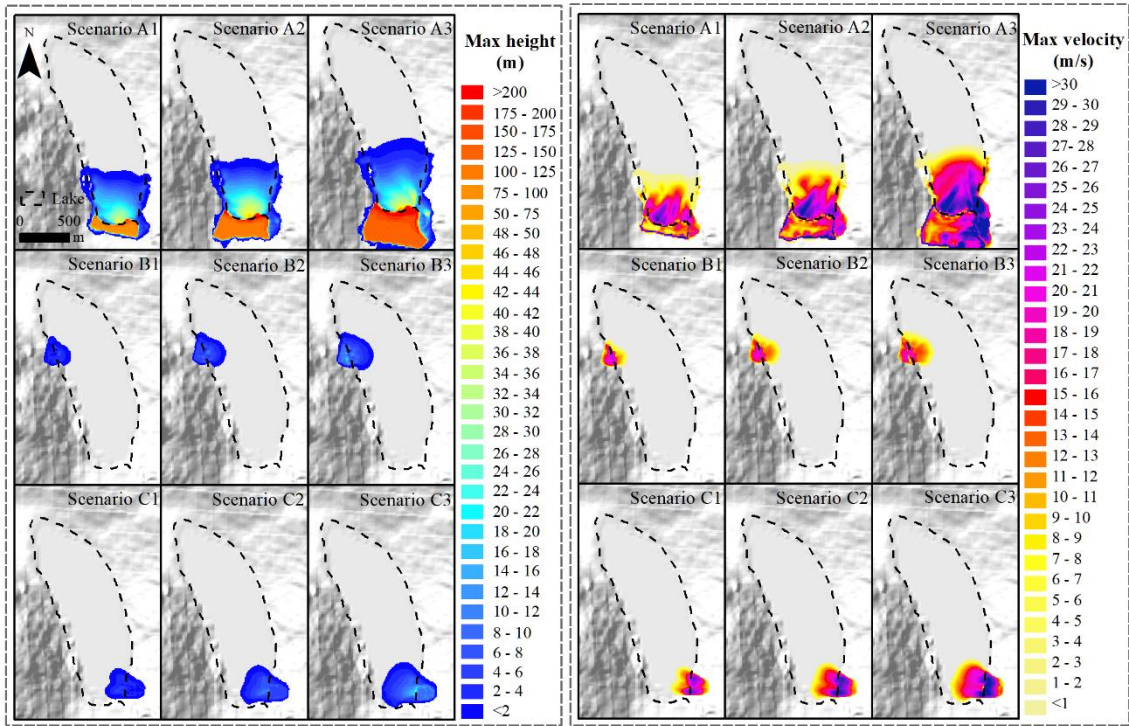 Scenario A1
Scenario A2
Scenario A3
N
Lake
0 500
m
Scenario B1
Scenario B2
Scenario B3
Scenario C1
Scenario C2
Scenario C3
Max height
(m)
>200
175 - 200
150 - 175
125 - 150
100 - 125
75 - 100
50 - 75
48 - 50
46 - 48
44 - 46
42 - 44
40 - 42
38 - 40
36 - 38
34 - 36
32 - 34
30 - 32
28 - 30
26 - 28
24 - 26
22 - 24
20 - 22
18 - 20
16 - 18
14 - 16
12 - 14
10 - 12
8 - 10
6 - 8
4 - 6
2 - 4
<2
Scenario A1
Scenario A2
Scenario A3
Scenario B1
Scenario B2
Scenario B3
Scenario C1
Scenario C2
Scenario C3
Max velocity
(m/s)
>30
29 - 30
28 - 29
27 - 28
26 - 27
25 - 26
24 - 25
23 - 24
22 - 23
21 - 22
20 - 21
19 - 20
18 - 19
17 - 18
16 - 17
15 - 16
14 - 15
13 - 14
12 - 13
11 - 12
10 - 11
9 - 10
8 - 9
7 - 8
6 - 7
5 - 6
4 - 5
3 - 4
2 - 3
1 - 2
<1